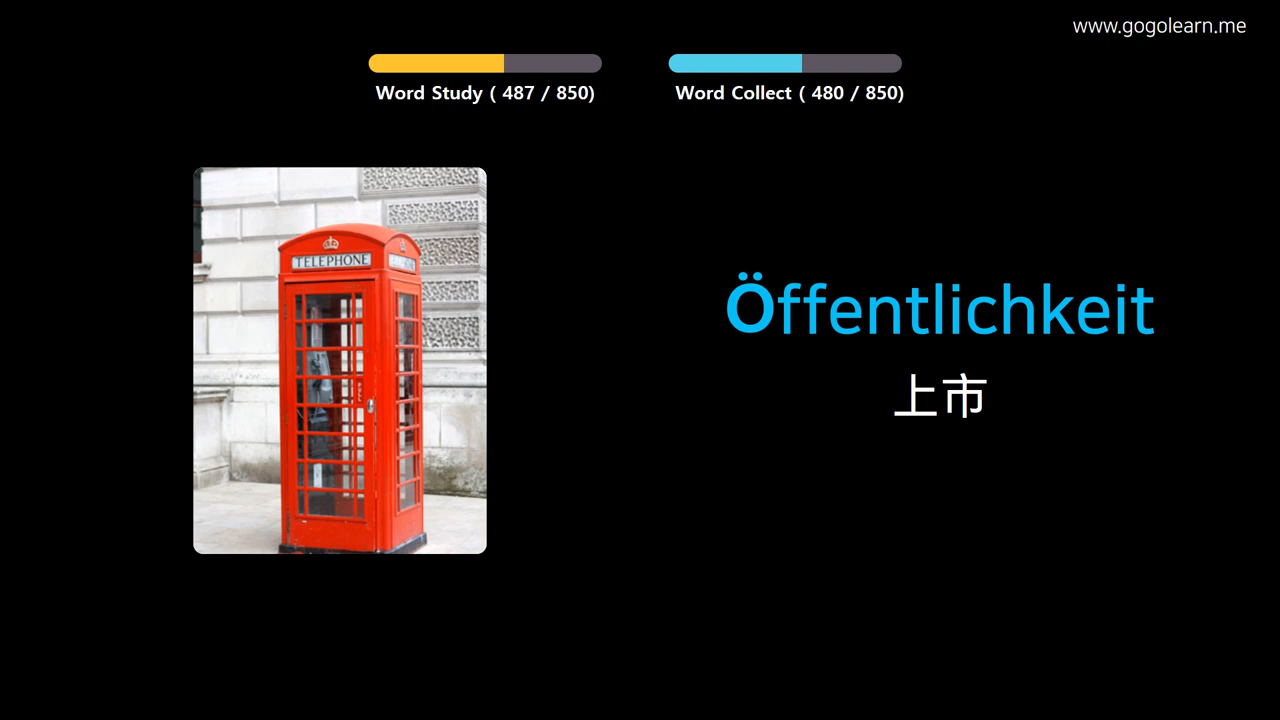 www.gogolearn.me
Word Study ( 487 / 850)
Word Collect ( 480 / 850)
TELEPHONE
Öffentlichkeit
上市